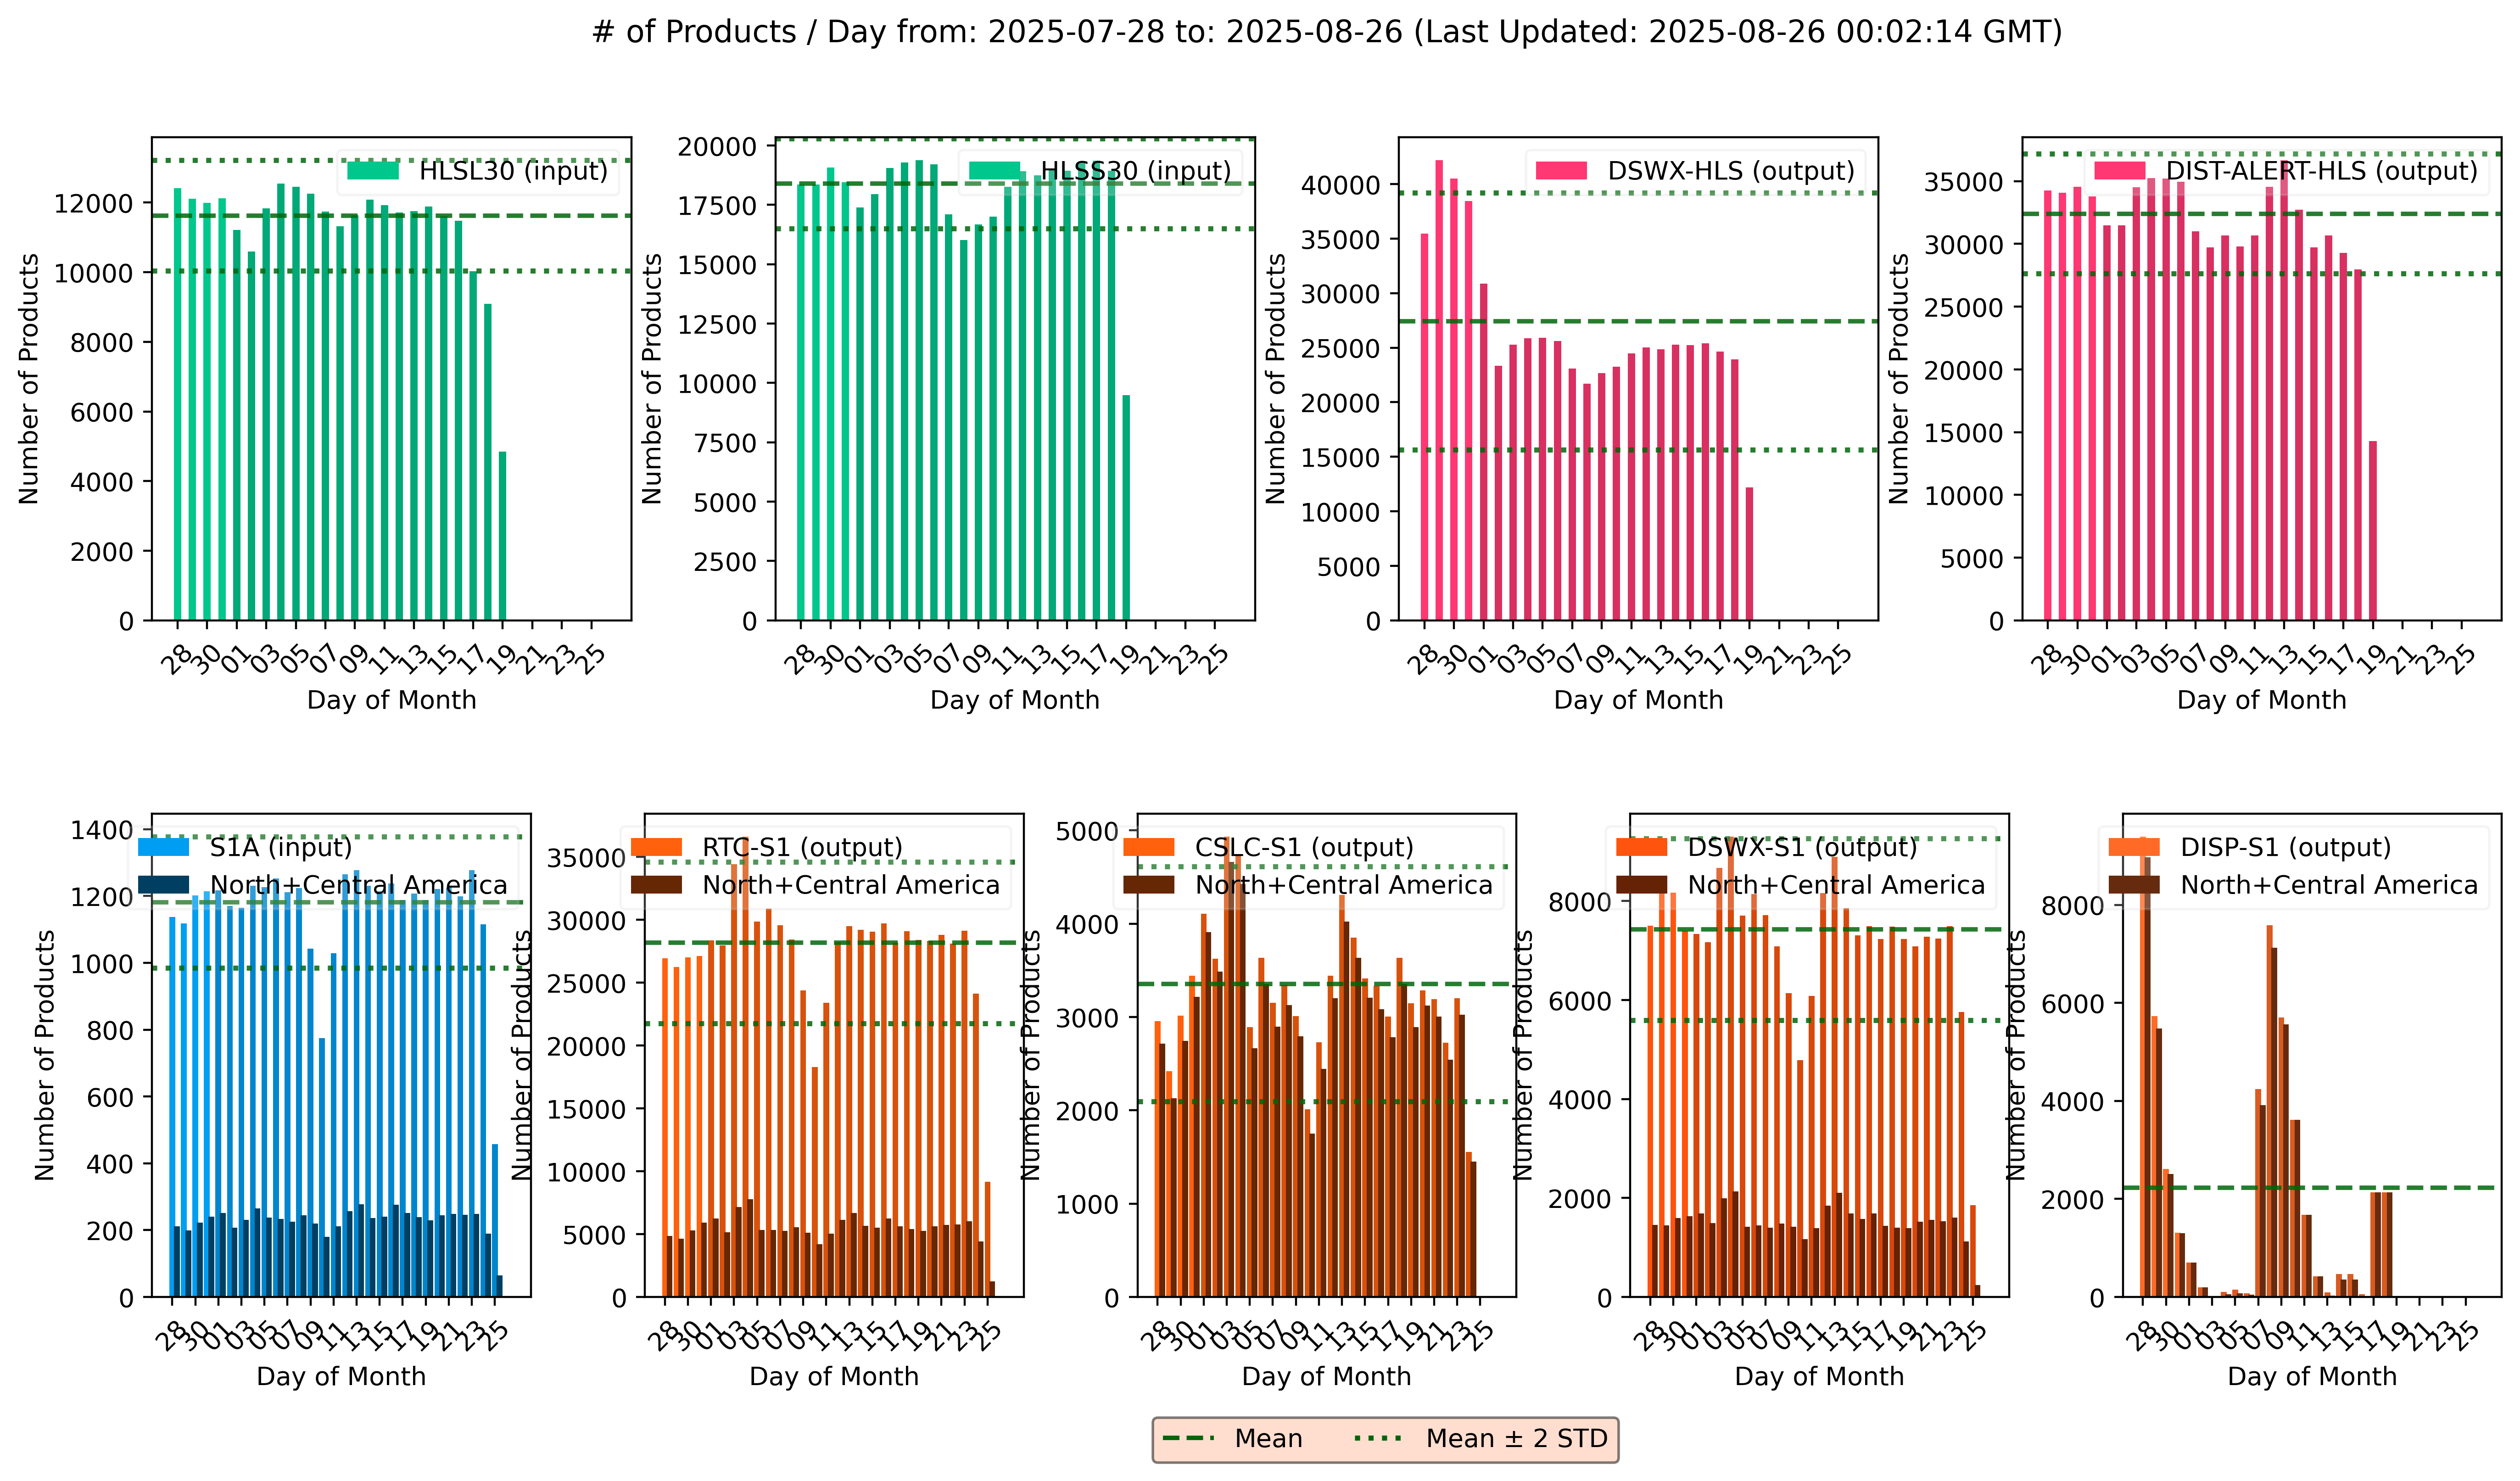 # of Products / Day from: 2025-07-28 to: 2025-08-26 (Last Updated: 2025-08-26 00:02:14 GMT)
HLSL30 (input)
Number of Products
12000
10000
8000
6000
4000
2000
0
28 30 01 03 05 07 09 11 13 15 17 19 21 23 25
Day of Month
HLSS30 (input)
Number of Products
20000
17500
15000
12500
10000
7500
5000
2500
0
28 30 01 03 05 07 09 11 13 15 17 19 21 23 25
Day of Month
DSWX-HLS (output)
Number of Products
40000
35000
30000
25000
20000
15000
10000
5000
0
28 30 01 03 05 07 09 11 13 15 17 19 21 23 25
Day of Month
DIST-ALERT-HLS (output)
Number of Products
35000
30000
25000
20000
15000
10000
5000
0
28 30 01 03 05 07 09 11 13 15 17 19 21 23 25
Day of Month
S1A (input)
North+Central America
Number of Products
1400
1200
1000
800
600
400
200
0
28 30 01 03 05 07 09 11 13 15 17 19 21 23 25
Day of Month
RTC-S1 (output)
North+Central America
Number of Products
35000
30000
25000
20000
15000
10000
5000
0
28 30 01 03 05 07 09 11 13 15 17 19 21 23 25
Day of Month
CSLC-S1 (output)
North+Central America
Number of Products
5000
4000
3000
2000
1000
0
28 30 01 03 05 07 09 11 13 15 17 19 21 23 25
Day of Month
DSWX-S1 (output)
North+Central America
Number of Products
8000
6000
4000
2000
0
28 30 01 03 05 07 09 11 13 15 17 19 21 23 25
Day of Month
DISP-S1 (output)
North+Central America
Number of Products
8000
6000
4000
2000
0
28 30 01 03 05 07 09 11 13 15 17 19 21 23 25
Day of Month
Mean
Mean ± 2 STD